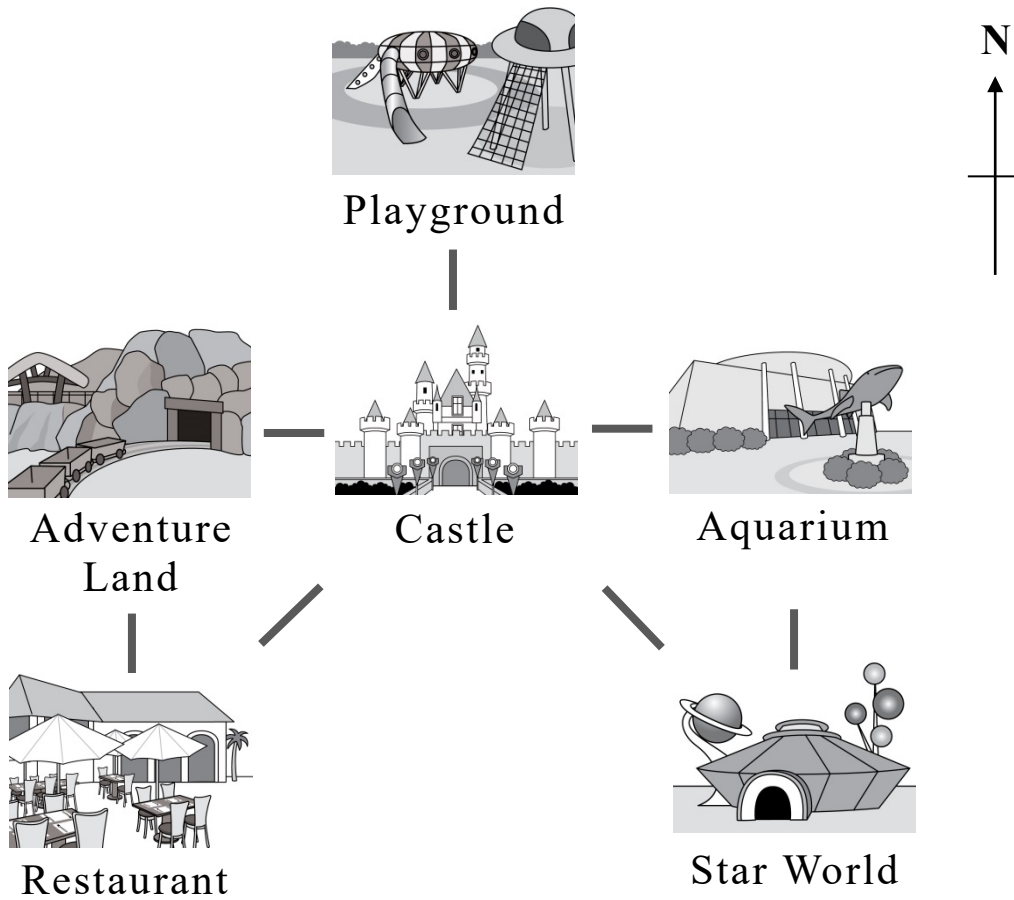 N
Playground
Adventure
Land
Castle
Aquarium
Restaurant
Star World